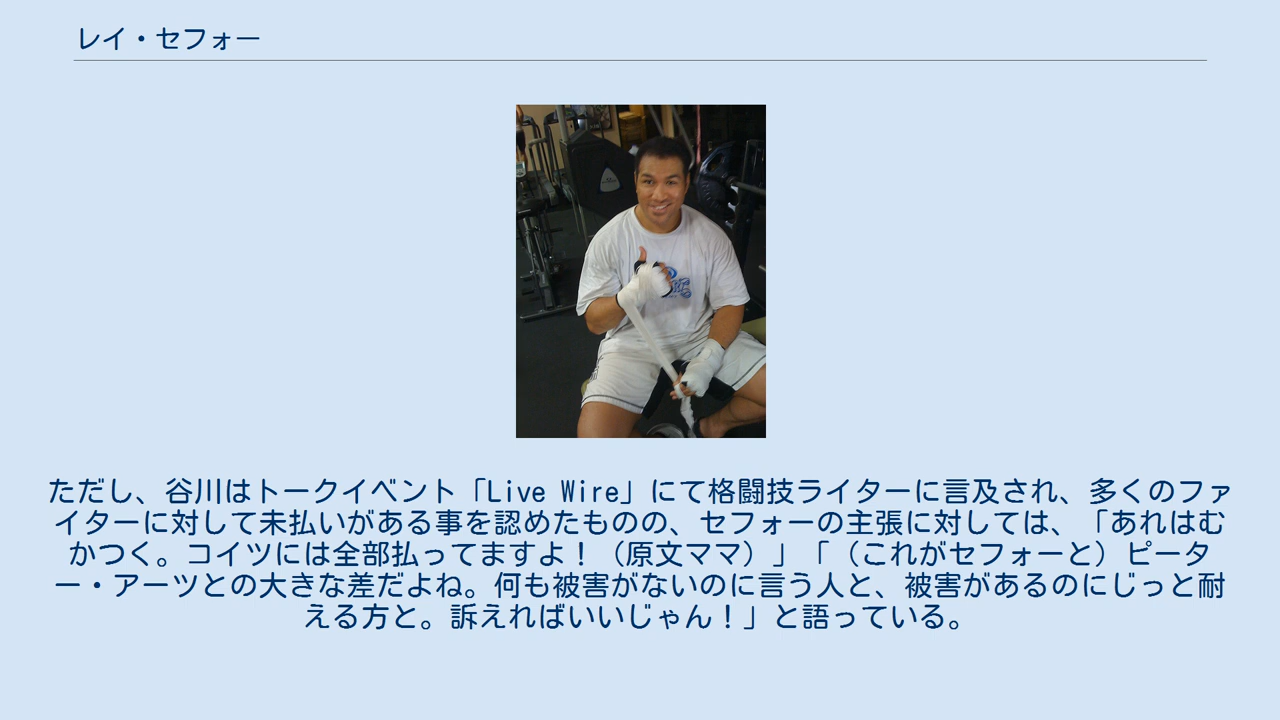 レイ・セフォー
ただし、谷川はトークイベント「Live Wire」にて格闘技ライターに言及され、多くのファ
イターに対して未払いがある事を認めたものの、セフォーの主張に対しては、「あれはむ
かつく。コイツには全部払ってますよ！（原文ママ）」「（これがセフォーと）ピータ
ー・アーツとの大きな差だよね。何も被害がないのに言う人と、被害があるのにじっと耐
える方と。訴えればいいじゃん！」と語っている。